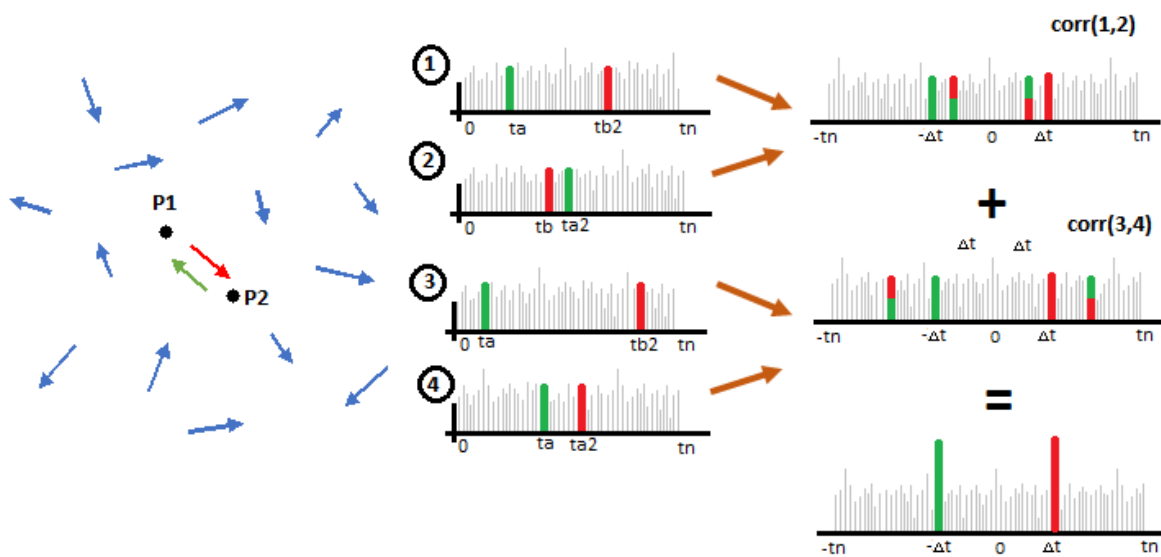 P1
P2
1
0 ta tb2 tn
2
0 tb ta2 tn
3
0 ta tb2 tn
4
0 ta ta2 tn
corr(1,2)
-tn -Δt 0 Δt tn
+
corr(3,4)
Δt Δt
-tn -Δt 0 Δt tn
=
-tn -Δt 0 Δt tn